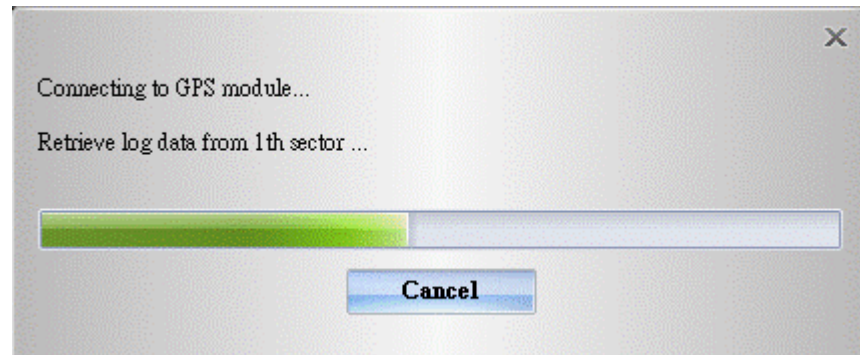 Connecting to GPS module...
Retrieve log data from 1th sector ...
Cancel